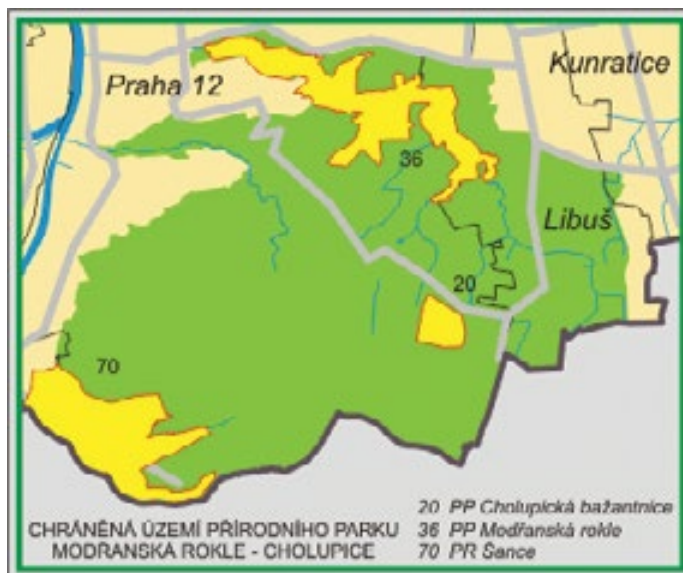 Praha 12
Kunratice
36
Libuš
20
70
CHRÁNĚNÁ ÚZEMÍ PŘÍRODNÍHO PARKU
MODŘANSKÁ ROKLE - CHOLUPICE
20 PP Cholupická bažantnice
36 PP Modřanská rokle
70 PR Šance